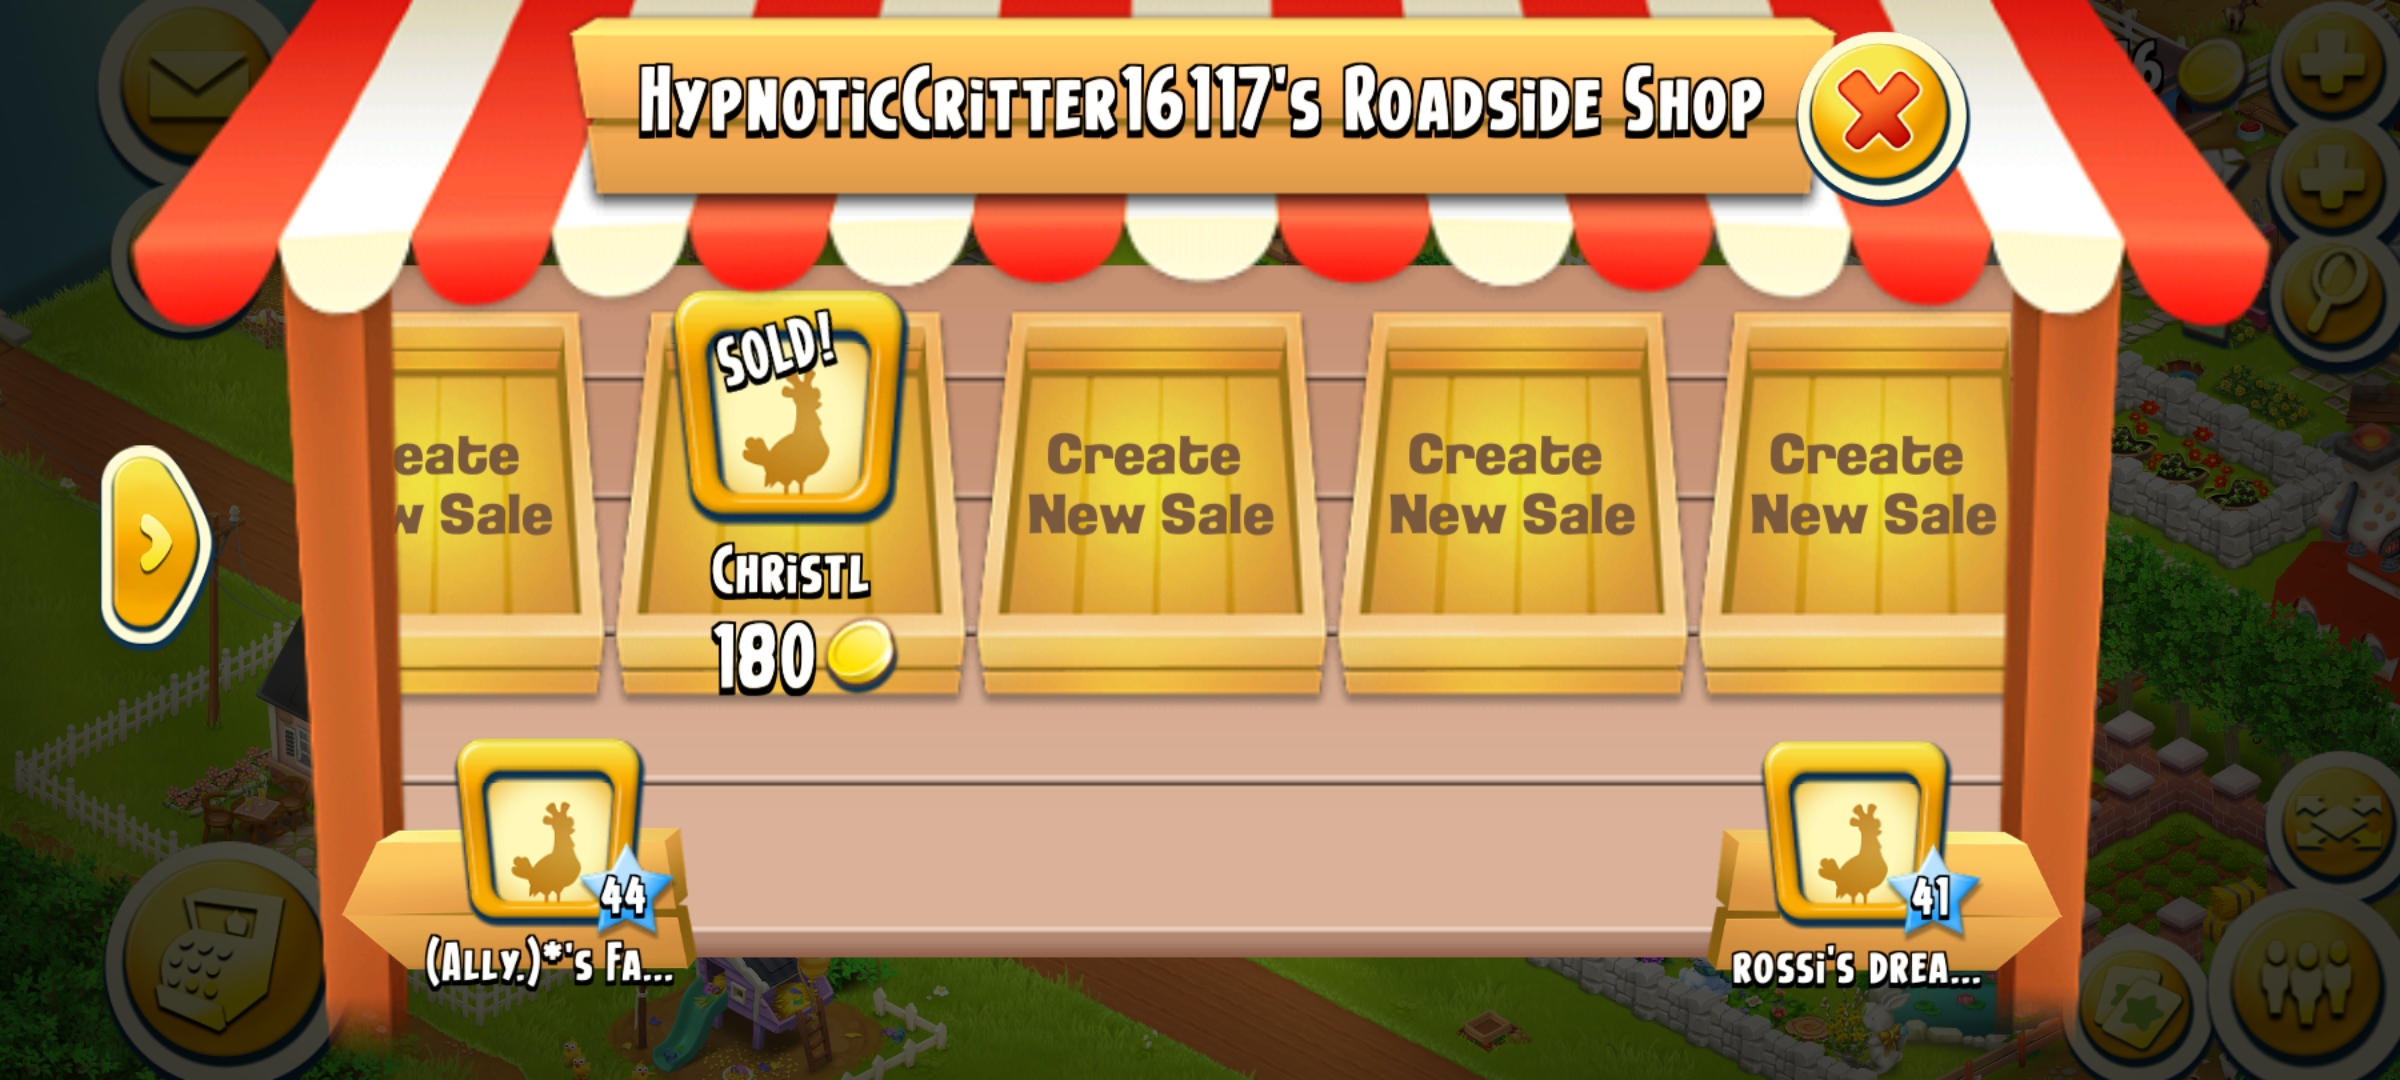 HypnoticCritter16117's Roadside Shop
SOLD!
eate
w Sale
Christl
180
Create
New Sale
Create
New Sale
Create
New Sale
44
(Ally.)*'s Fa...
41
ROSSi'S DREA...
6